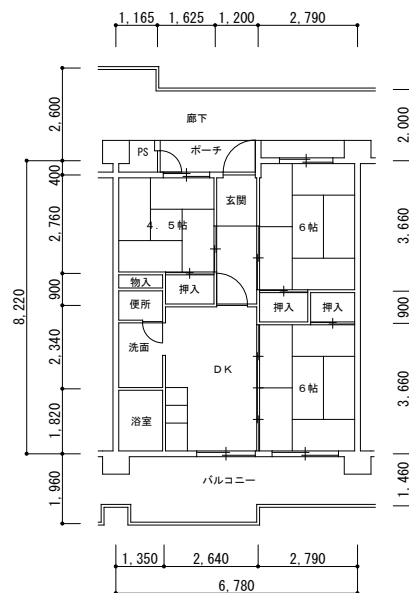 1,165 1,625 1,200 2,790
2,600
廊下
2,000
PS
ポーチ
400
玄関
2,760
4．5帖
6帖
3,660
8,220
900
物入
押入
押入
押入
900
便所
2,340
洗面
DK
6帖
3,660
1,820
浴室
1,960
バルコニー
1,460
1,350 2,640 2,790
6,780